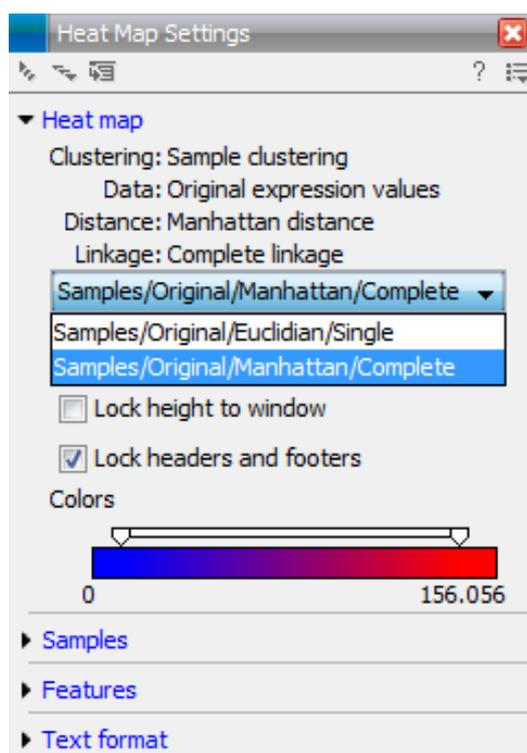 Heat Map Settings
?
Heat map
Clustering: Sample clustering
Data: Original expression values
Distance: Manhattan distance
Linkage: Complete linkage
Samples/Original/Manhattan/Complete
Samples/Original/Euclidian/Single
Samples/Original/Manhattan/Complete
Lock height to window
Lock headers and footers
Colors
0 156.056
Samples
Features
Text format